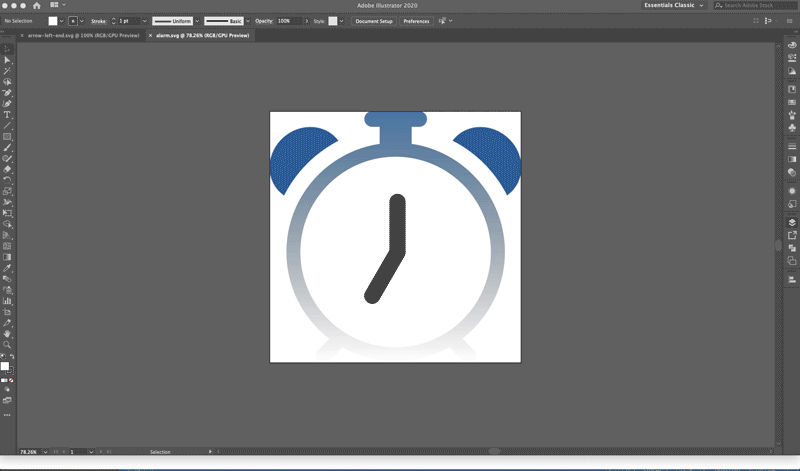 Adobe Illustrator 2020
Essentials Classic
Search Adobe Stock
No Selection
Stroke:
1 pt
Uniform
Basic
Opacity:
100%
Style:
Document Setup
Preferences
arrow-left-end.svg @ 100% (RGB/GPU Preview)
alarm.svg @ 78.26% (RGB/GPU Preview)
78.26%
1
Selection